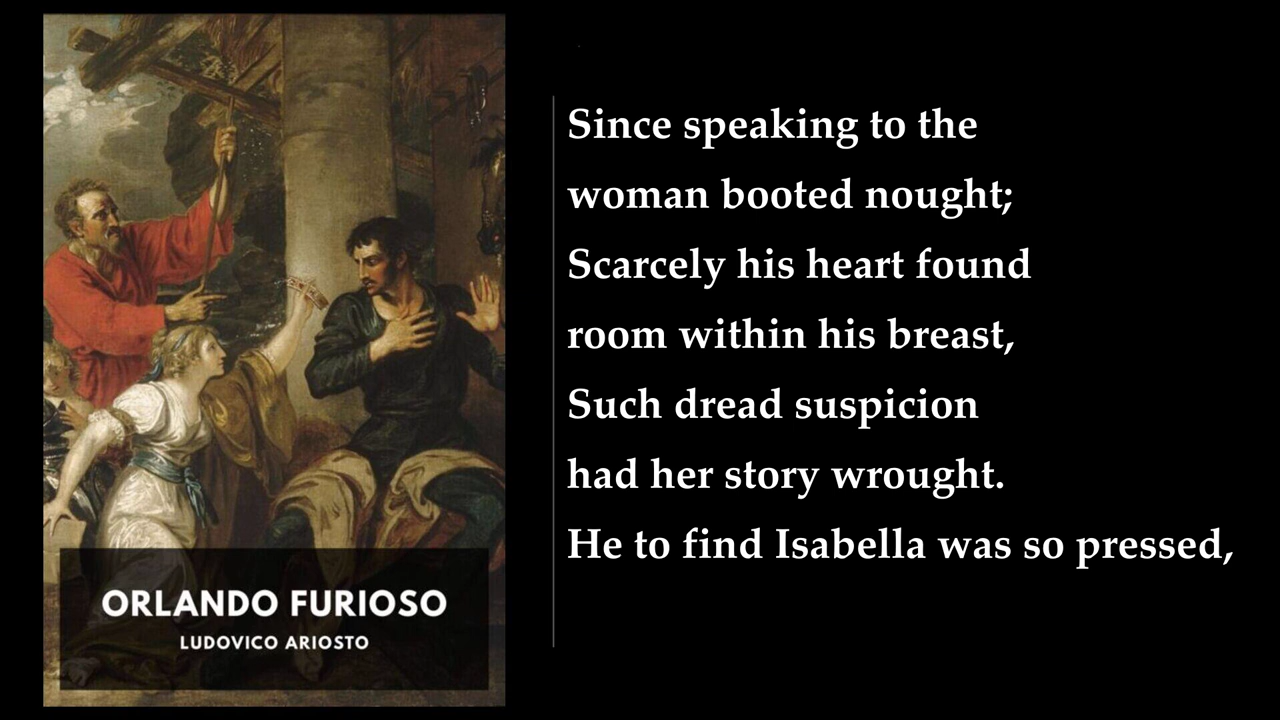 ORLANDO FURIOSO
LUDOVICO ARIOSTO
Since speaking to the
woman booted nought;
Scarcely his heart found
room within his breast,
Such dread suspicion
had her story wrought.
He to find Isabella was so pressed,